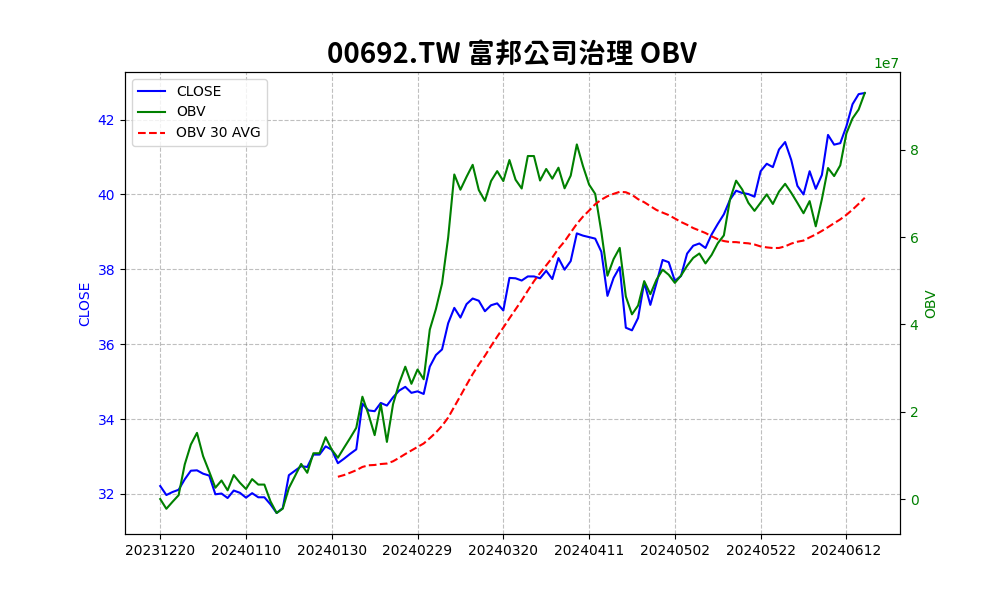 00692.TW 富邦公司治理 OBV
1e7
CLOSE
OBV
OBV 30 AVG
42
40
38
36
34
32
CLOSE
8
6
4
2
0
OBV
20231220 20240110 20240130 20240229 20240320 20240411 20240502 20240522 20240612